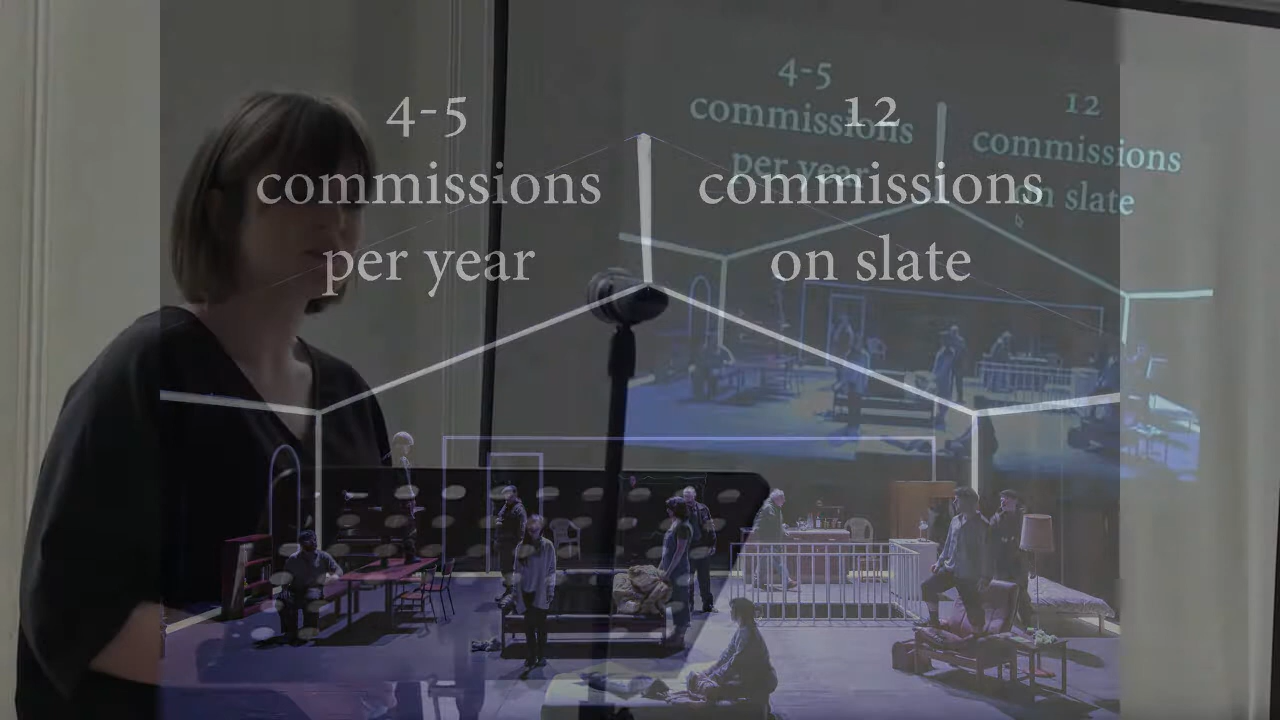 4-5
commissions
per year
12
commissions
on slate
4-5
commissions
per year
12
commissions
on slate